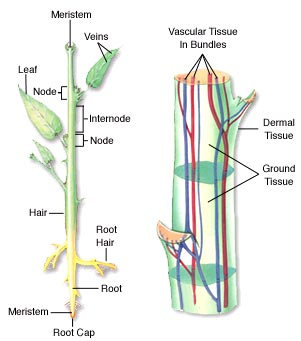 Meristem
Veins
Leaf
Node
Internode
Node
Hair
Root
Hair
Root
Meristem
Root Cap
Vascular Tissue
In Bundles
Dermal
Tissue
Ground
Tissue